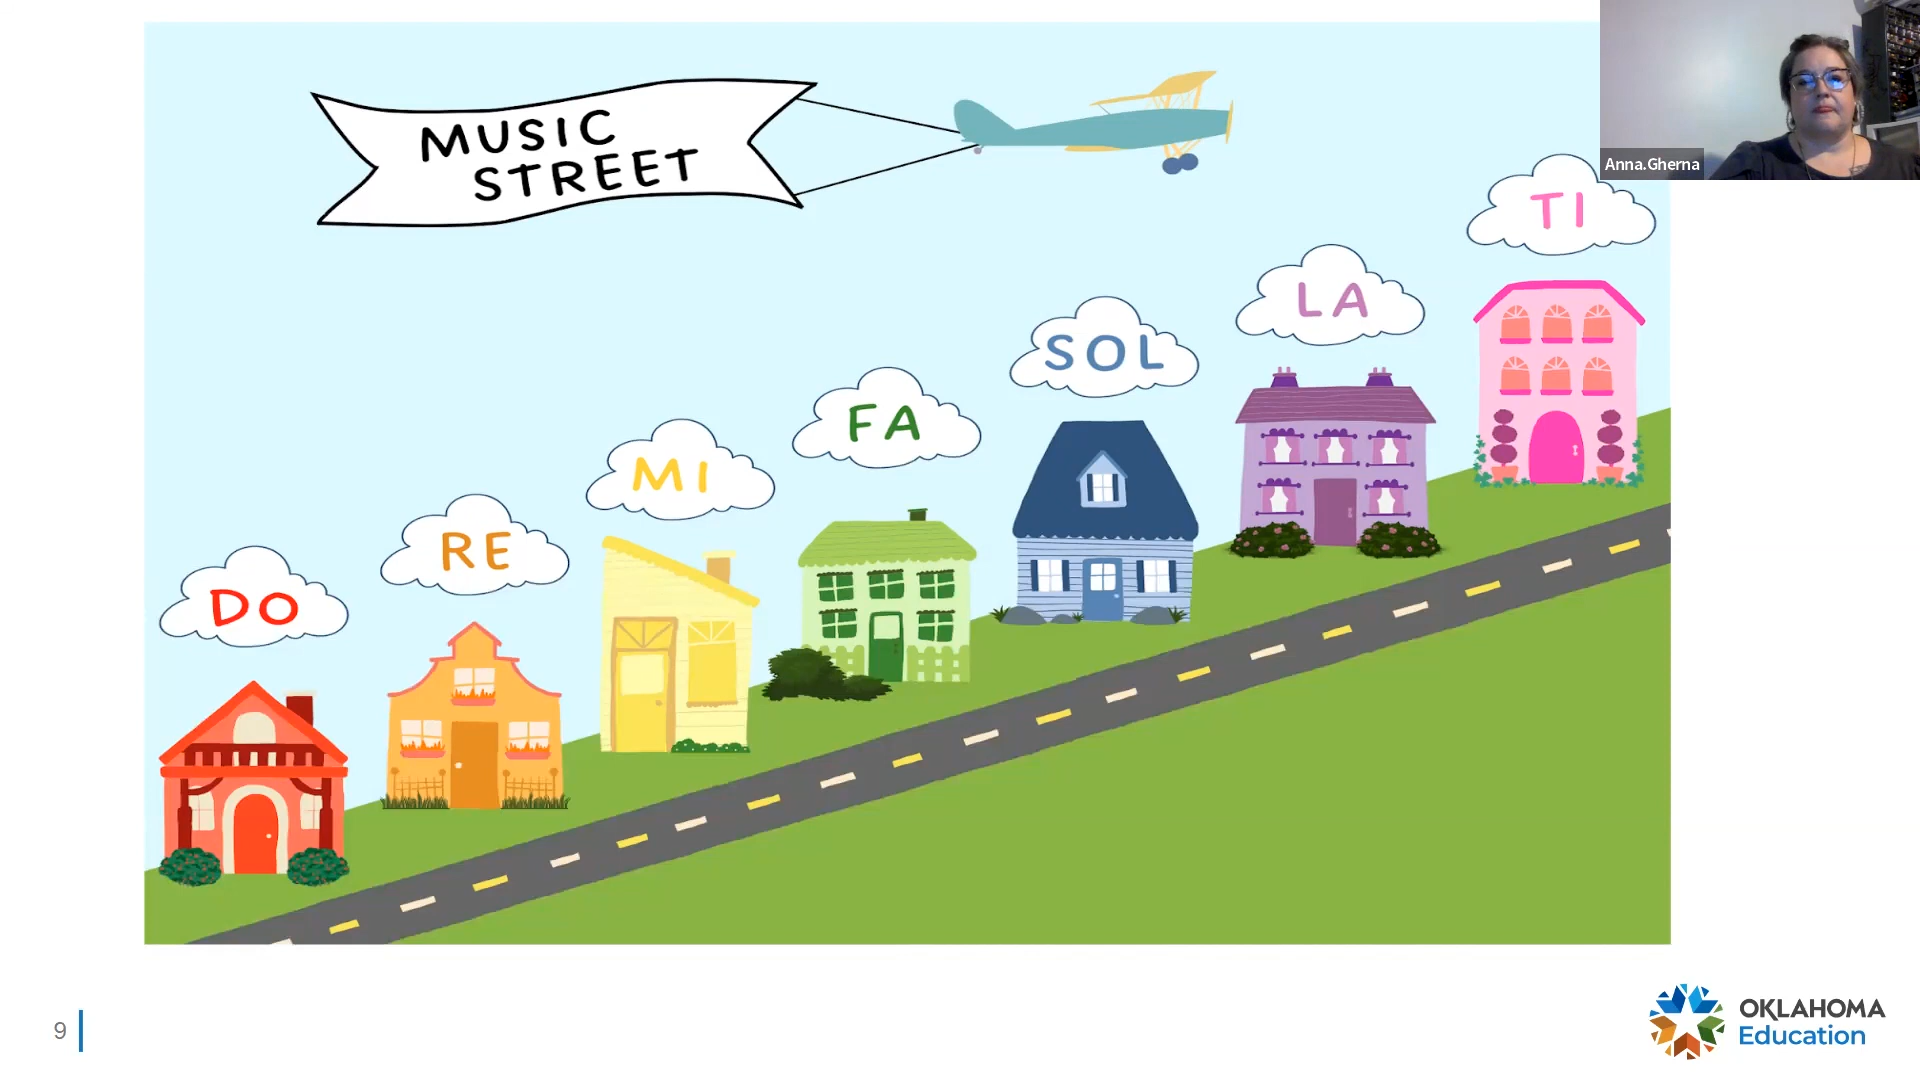 MUSIC
STREET
Anna.Gherna
TI
LA
SOL
FA
MI
RE
DO
9
OKLAHOMA
Education